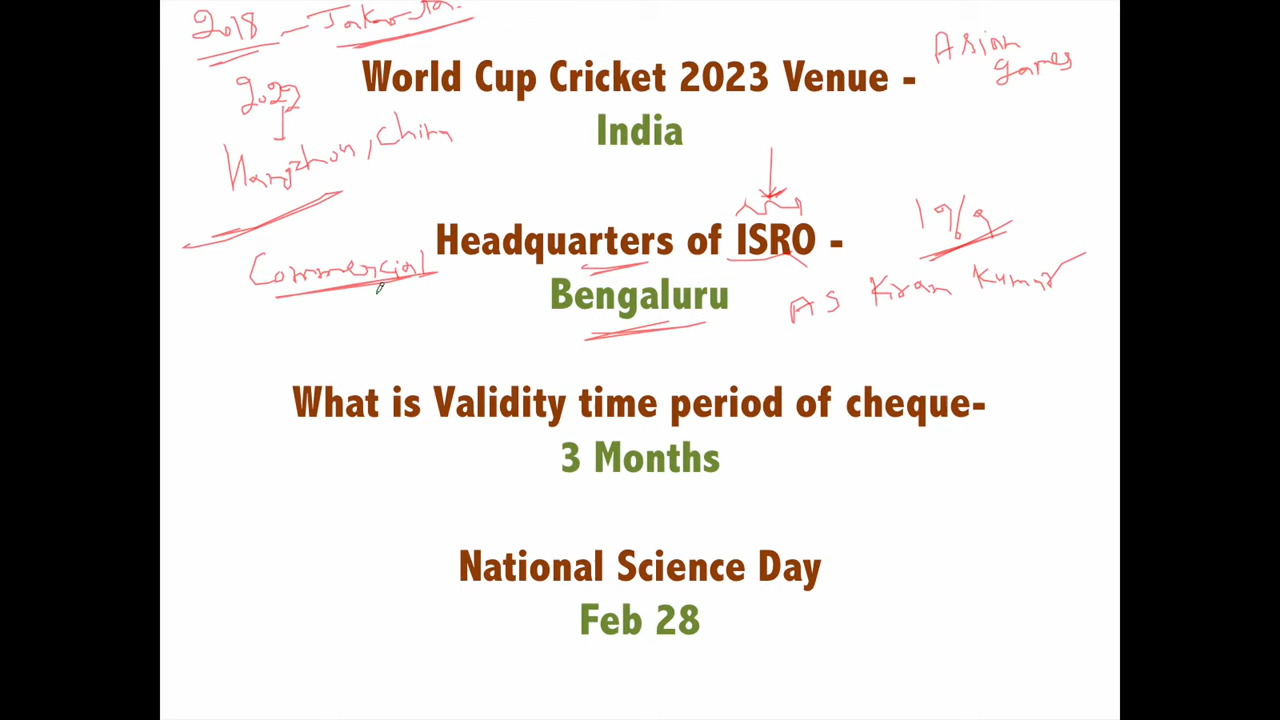 2018 - Jakarta
Asian
games
World Cup Cricket 2023 Venue -
2022
India
Hangzhou, China
Headquarters of ISRO -
1969
Commercial
Bengaluru
AS Kiran Kumar
What is Validity time period of cheque-
3 Months
National Science Day
Feb 28